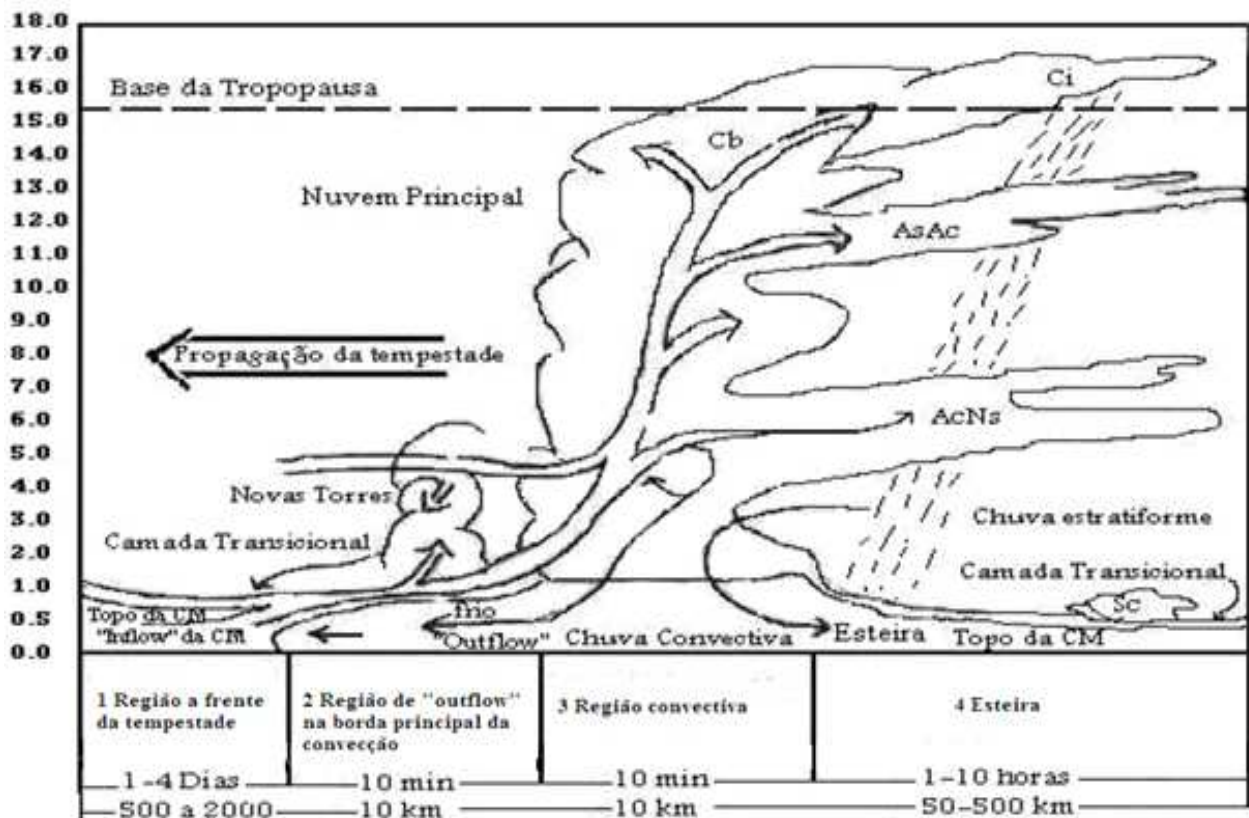 18.0
17.0
16.0
15.0
14.0
13.0
12.0
11.0
10.0
9.0
8.0
7.0
6.0
5.0
4.0
3.0
2.0
1.0
0.5
0.0
Base da Tropopausa
Ci
Cb
Nuvem Principal
AsAc
Propagação da tempestade
AcNs
Novas Torres
Camada Transicional
Chuva estratiforme
Camada Transicional
Sc
Topo da CM
"Inflow" da CM
frio
"Outflow"
Chuva Convectiva
Esteira
Topo da CM
1 Região a frente
da tempestade
2 Região de "outflow"
na borda principal da
convecção
3 Região convectiva
4 Esteira
1-4 Dias
10 min
10 min
1-10 horas
500 a 2000
10 km
10 km
50-500 km